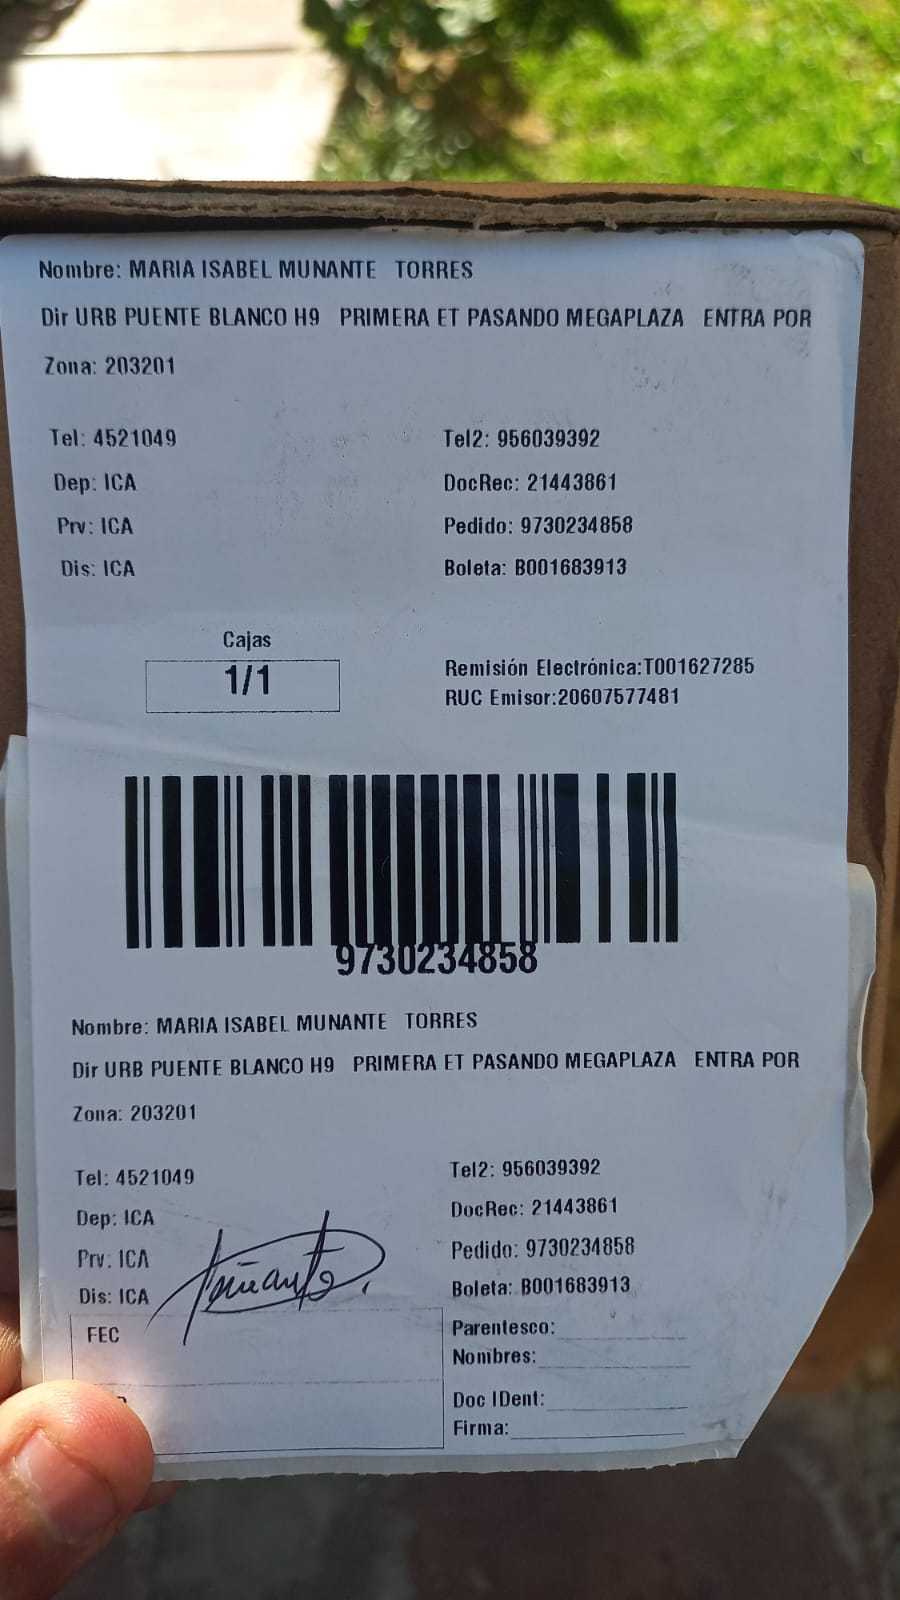 Nombre: MARIA ISABEL MUNANTE TORRES
Dir URB PUENTE BLANCO H9 PRIMERA ET PASANDO MEGAPLAZA ENTRA POR
Zona: 203201
Tel: 4521049 Tel2: 956039392
Dep: ICA DocRec: 21443861
Prv: ICA Pedido: 9730234858
Dis: ICA Boleta: B001683913
Cajas
1/1
Remisión Electrónica:T001627285
RUC Emisor:20607577481
9730234858
Nombre: MARIA ISABEL MUNANTE TORRES
Dir URB PUENTE BLANCO H9 PRIMERA ET PASANDO MEGAPLAZA ENTRA POR
Zona: 203201
Tel: 4521049 Tel2: 956039392
Dep: ICA DocRec: 21443861
Prv: ICA Pedido: 9730234858
Dis: ICA Boleta: B001683913
FEC Parentesco:
Nombres:
Doc IDent:
Firma: